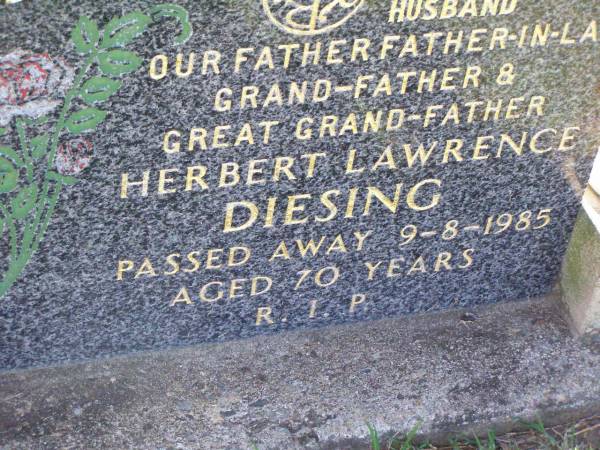 HUSBAND
OUR FATHER FATHER-IN-LA
GRAND-FATHER &
GREAT GRAND-FATHER
HERBERT LAWRENCE
DIESING
PASSED AWAY 9-8-1985
AGED 70 YEARS
R. I. P.